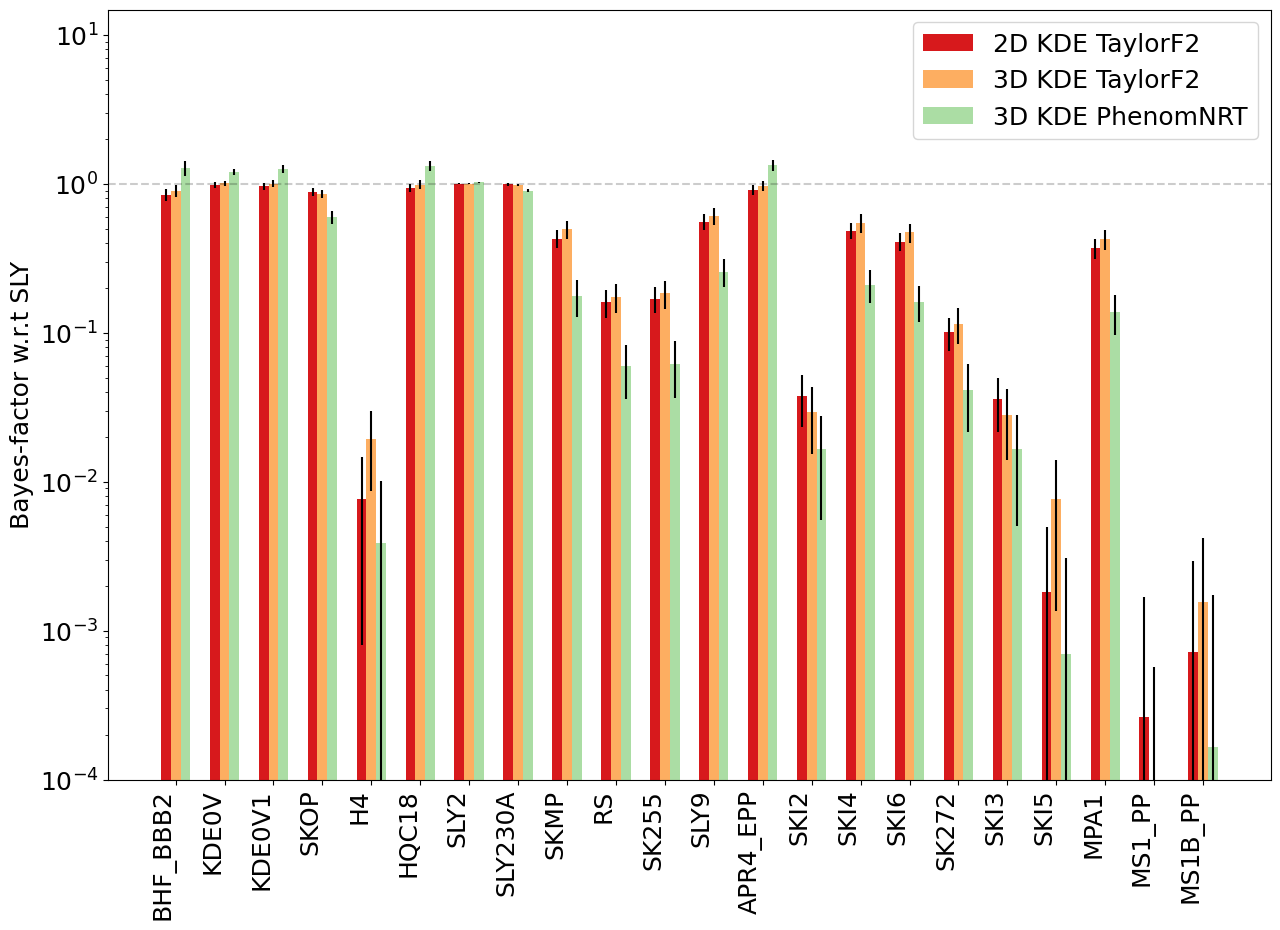 2D KDE TaylorF2
3D KDE TaylorF2
3D KDE PhenomNRT
Bayes-factor w.r.t SLY
10¹
10⁰
10⁻¹
10⁻²
10⁻³
10⁻⁴
BHF_BBB2
KDE0V
KDE0V1
SKOP
H4
HQC18
SLY2
SLY230A
SKMP
RS
SK255
SLY9
APR4_EPP
SKI2
SKI4
SKI6
SK272
SKI3
SKI5
MPA1
MS1_PP
MS1B_PP